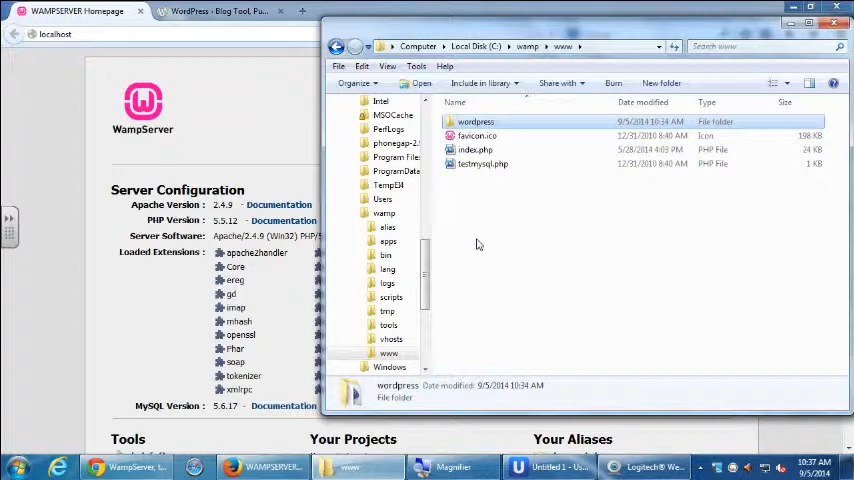 WAMPSERVER Homepage
WordPress › Blog Tool, Pu...
localhost
WampServer
Server Configuration
Apache Version : 2.4.9 - Documentation
PHP Version : 5.5.12 - Documentation
Server Software: Apache/2.4.9 (Win32) PHP/5
Loaded Extensions :
apache2handler
Core
ereg
gd
imap
mhash
openssl
Phar
soap
tokenizer
xmlrpc
MySQL Version : 5.6.17 - Documentation
Tools
Your Projects
Your Aliases
Computer
Local Disk (C:)
wamp
www
Search www
File Edit View Tools Help
Organize
Open
Include in library
Share with
Burn
New folder
Intel
MSOCache
PerfLogs
phonegap-2.
Program Files
ProgramData
TempEI4
Users
wamp
alias
apps
bin
lang
logs
scripts
tmp
tools
vhosts
www
Windows
Name Date modified Type Size
wordpress 9/5/2014 10:34 AM File folder
favicon.ico 12/31/2010 8:40 AM Icon 198 KB
index.php 5/28/2014 4:03 PM PHP File 24 KB
testmysql.php 12/31/2010 8:40 AM PHP File 1 KB
wordpress Date modified: 9/5/2014 10:34 AM
File folder
WampServer, t...
WAMPSERVER...
www
Magnifier
Untitled 1 - Us...
Logitech® We...
10:37 AM
9/5/2014